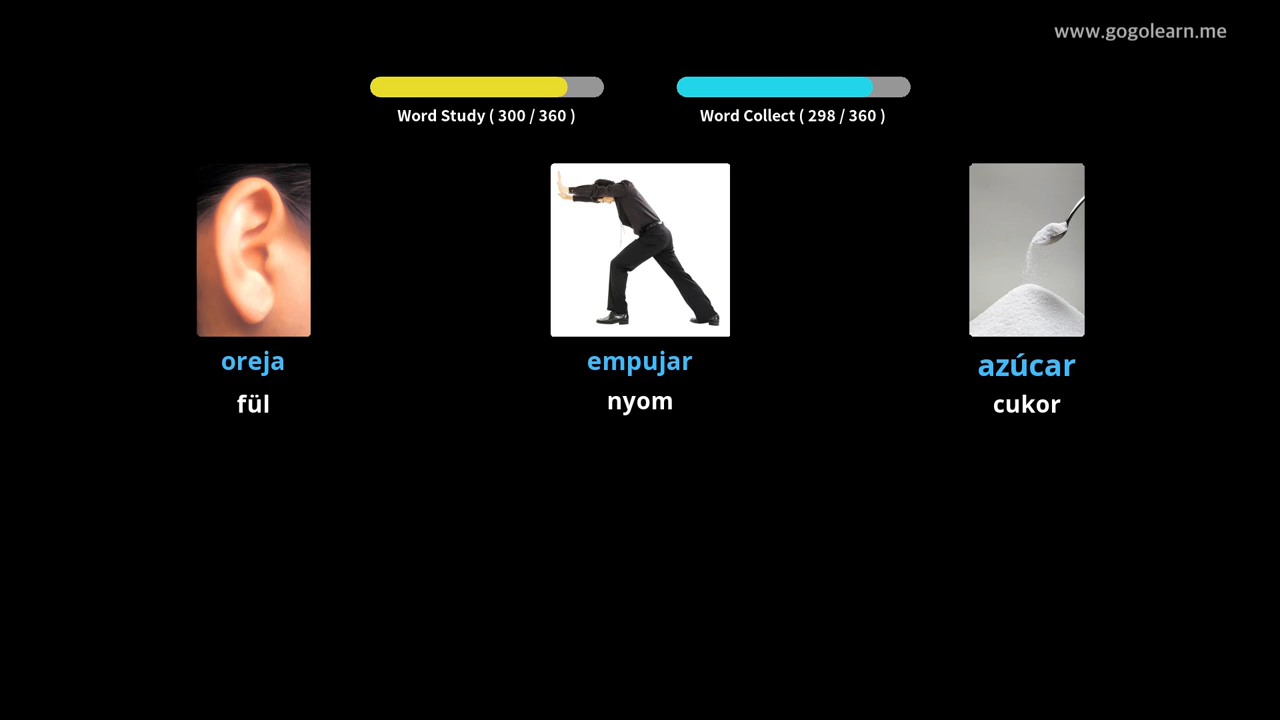 www.gogolearn.me
Word Study ( 300 / 360 )
Word Collect ( 298 / 360 )
oreja
fül
empujar
nyom
azúcar
cukor